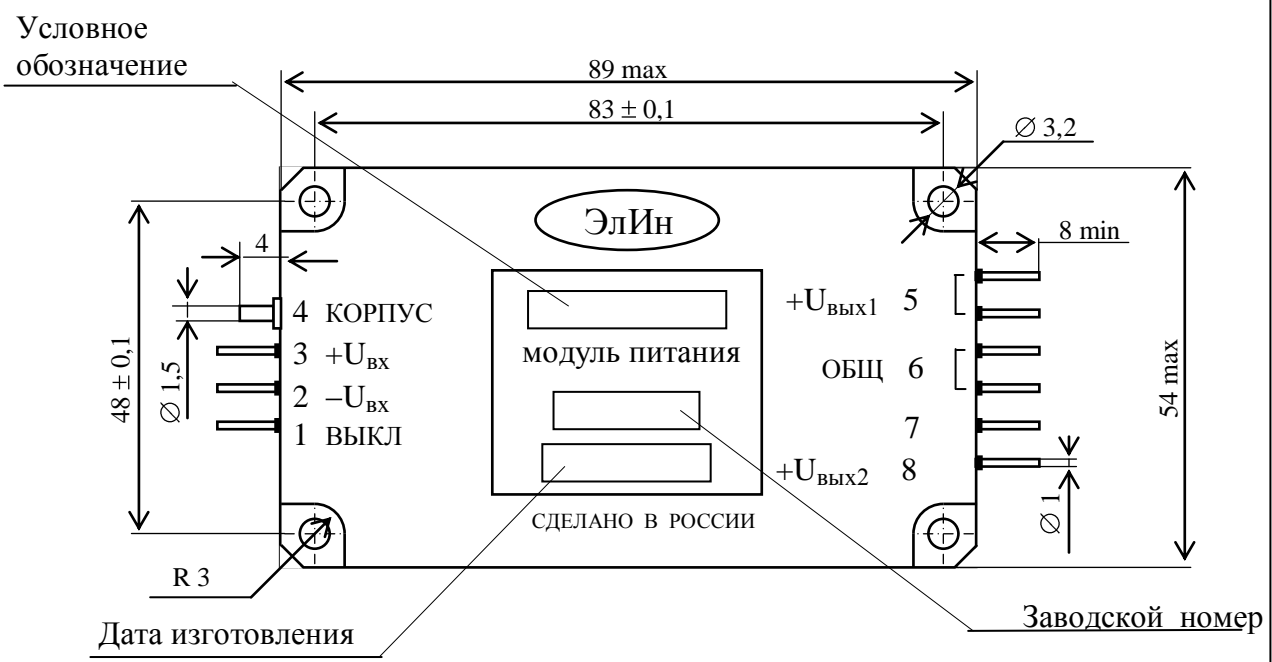 Условное
обозначение
89 max
83 ± 0,1
∅ 3,2
ЭлИн
4
8 min
4 КОРПУС
+Uвых1 5
3 +Uвх
модуль питания
ОБЩ 6
2 −Uвх
1 ВЫКЛ
7
+Uвых2 8
48 ± 0,1
∅ 1,5
54 max
∅ 1
СДЕЛАНО В РОССИИ
R 3
Дата изготовления
Заводской номер